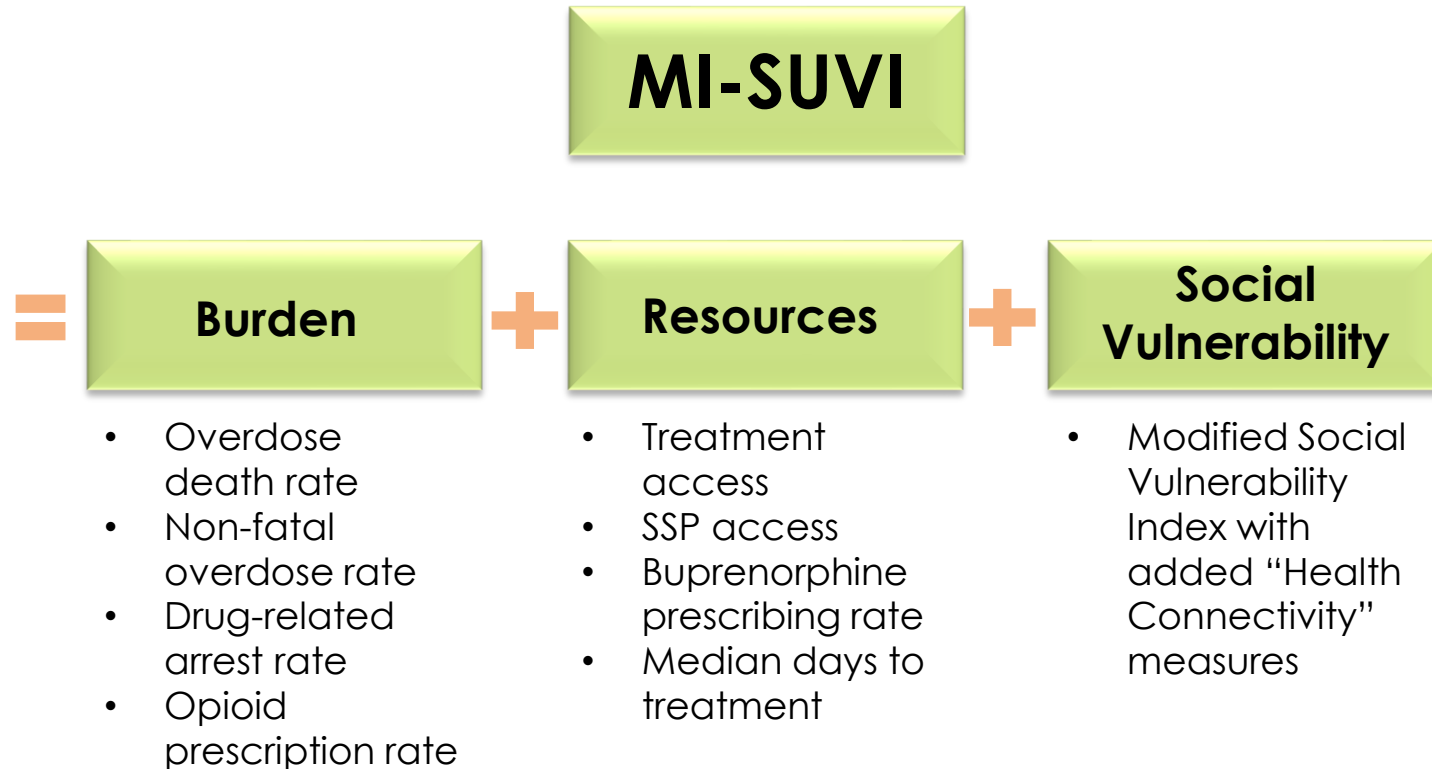 MI-SUVI
= Burden + Resources + Social
Vulnerability
• Overdose
death rate
• Non-fatal
overdose rate
• Drug-related
arrest rate
• Opioid
prescription rate
• Treatment
access
• SSP access
• Buprenorphine
prescribing rate
• Median days to
treatment
• Modified Social
Vulnerability
Index with
added “Health
Connectivity”
measures